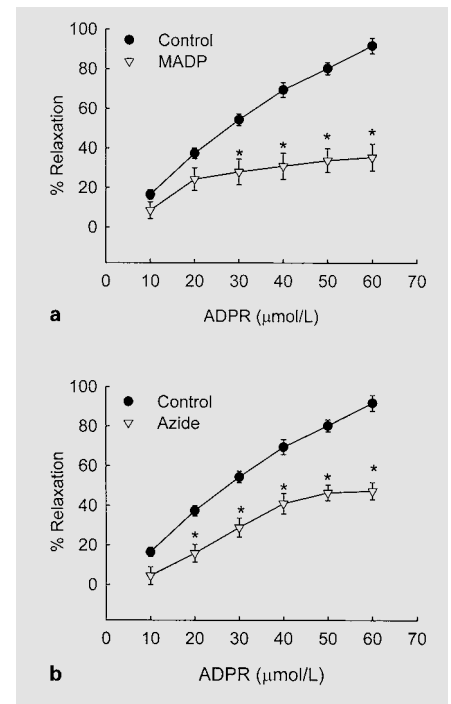 100
Control
MADP
80
60
40
20
0
% Relaxation
* * * *
0 10 20 30 40 50 60 70
ADPR (μmol/L)
a
100
Control
Azide
80
60
40
20
0
% Relaxation
* * * * *
0 10 20 30 40 50 60 70
ADPR (μmol/L)
b